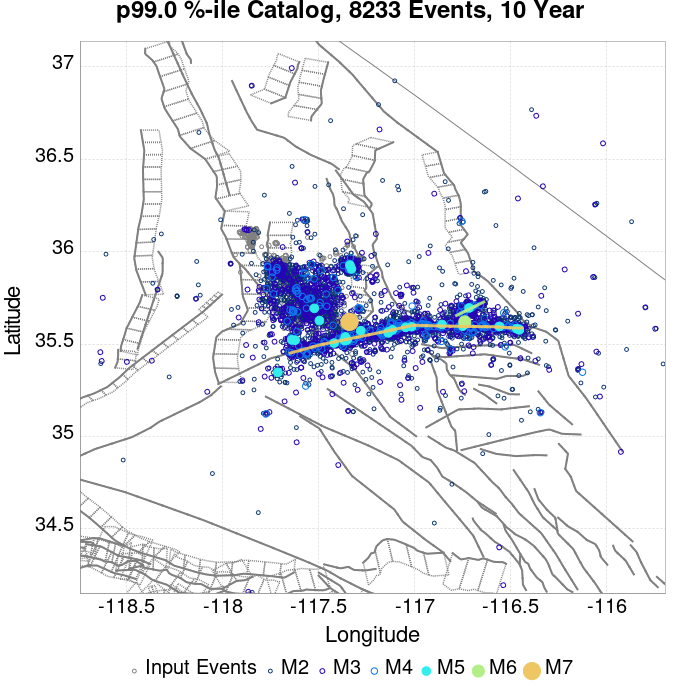 p99.0 %-ile Catalog, 8233 Events, 10 Year
37
36.5
36
35.5
35
34.5
Latitude
-118.5 -118 -117.5 -117 -116.5 -116
Longitude
Input Events M2 M3 M4 M5 M6 M7